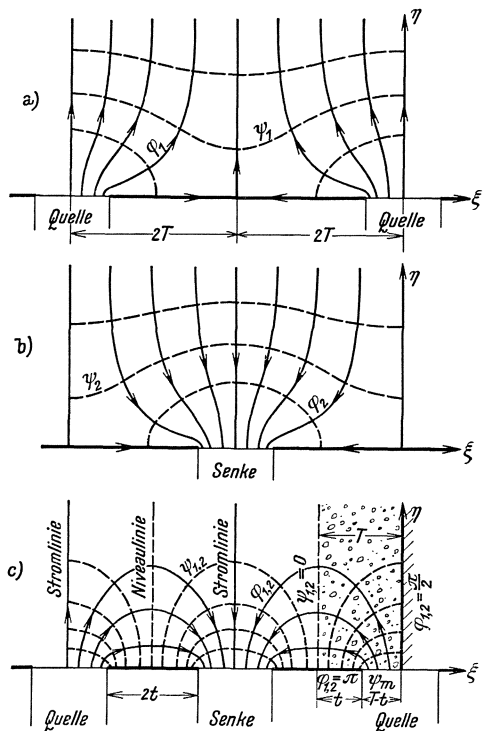 a)
η
φ₁
ψ₁
ξ
Quelle
Quelle
2T
2T
b)
η
ψ₂
φ₂
ξ
Senke
c)
Stromlinie
Niveaulinie
ψ₁,₂
Stromlinie
φ₁,₂
ψ₁,₂=0
T
η
φ₁,₂=π/2
ξ
2t
φ₁,₂=π
t
ψₘ
T-t
Quelle
Senke
Quelle